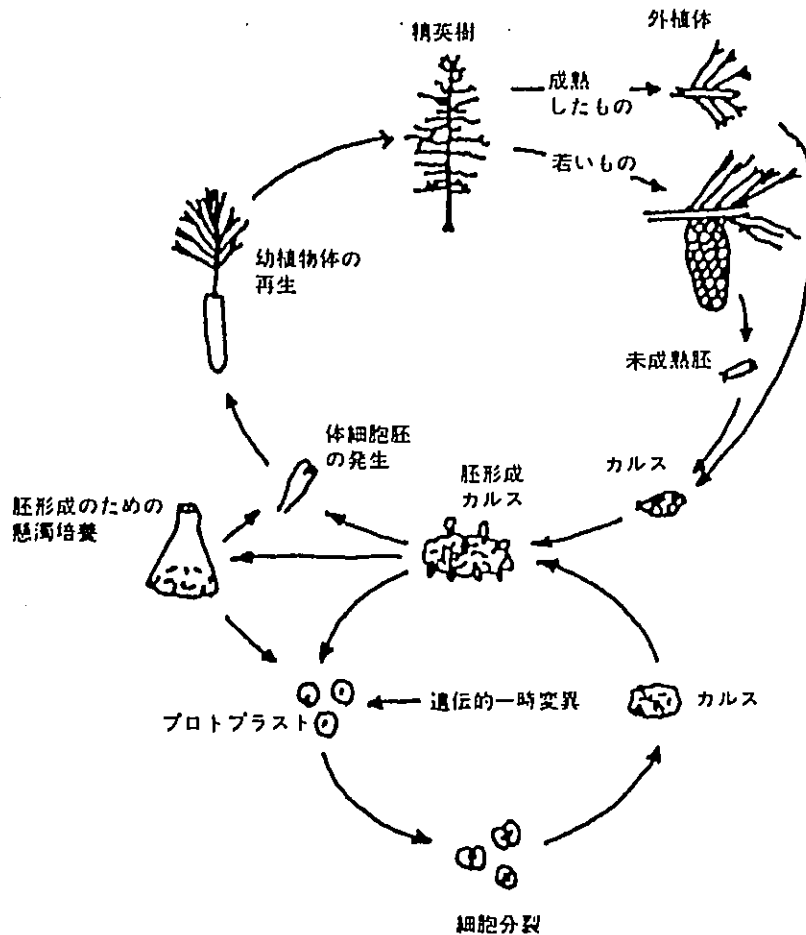 精英樹
外植体
成熟
したもの
若いもの
幼植物体の
再生
未成熟胚
体細胞胚
の発生
胚形成
カルス
カルス
胚形成のための
懸濁培養
プロトプラスト
遺伝的一時変異
カルス
細胞分裂